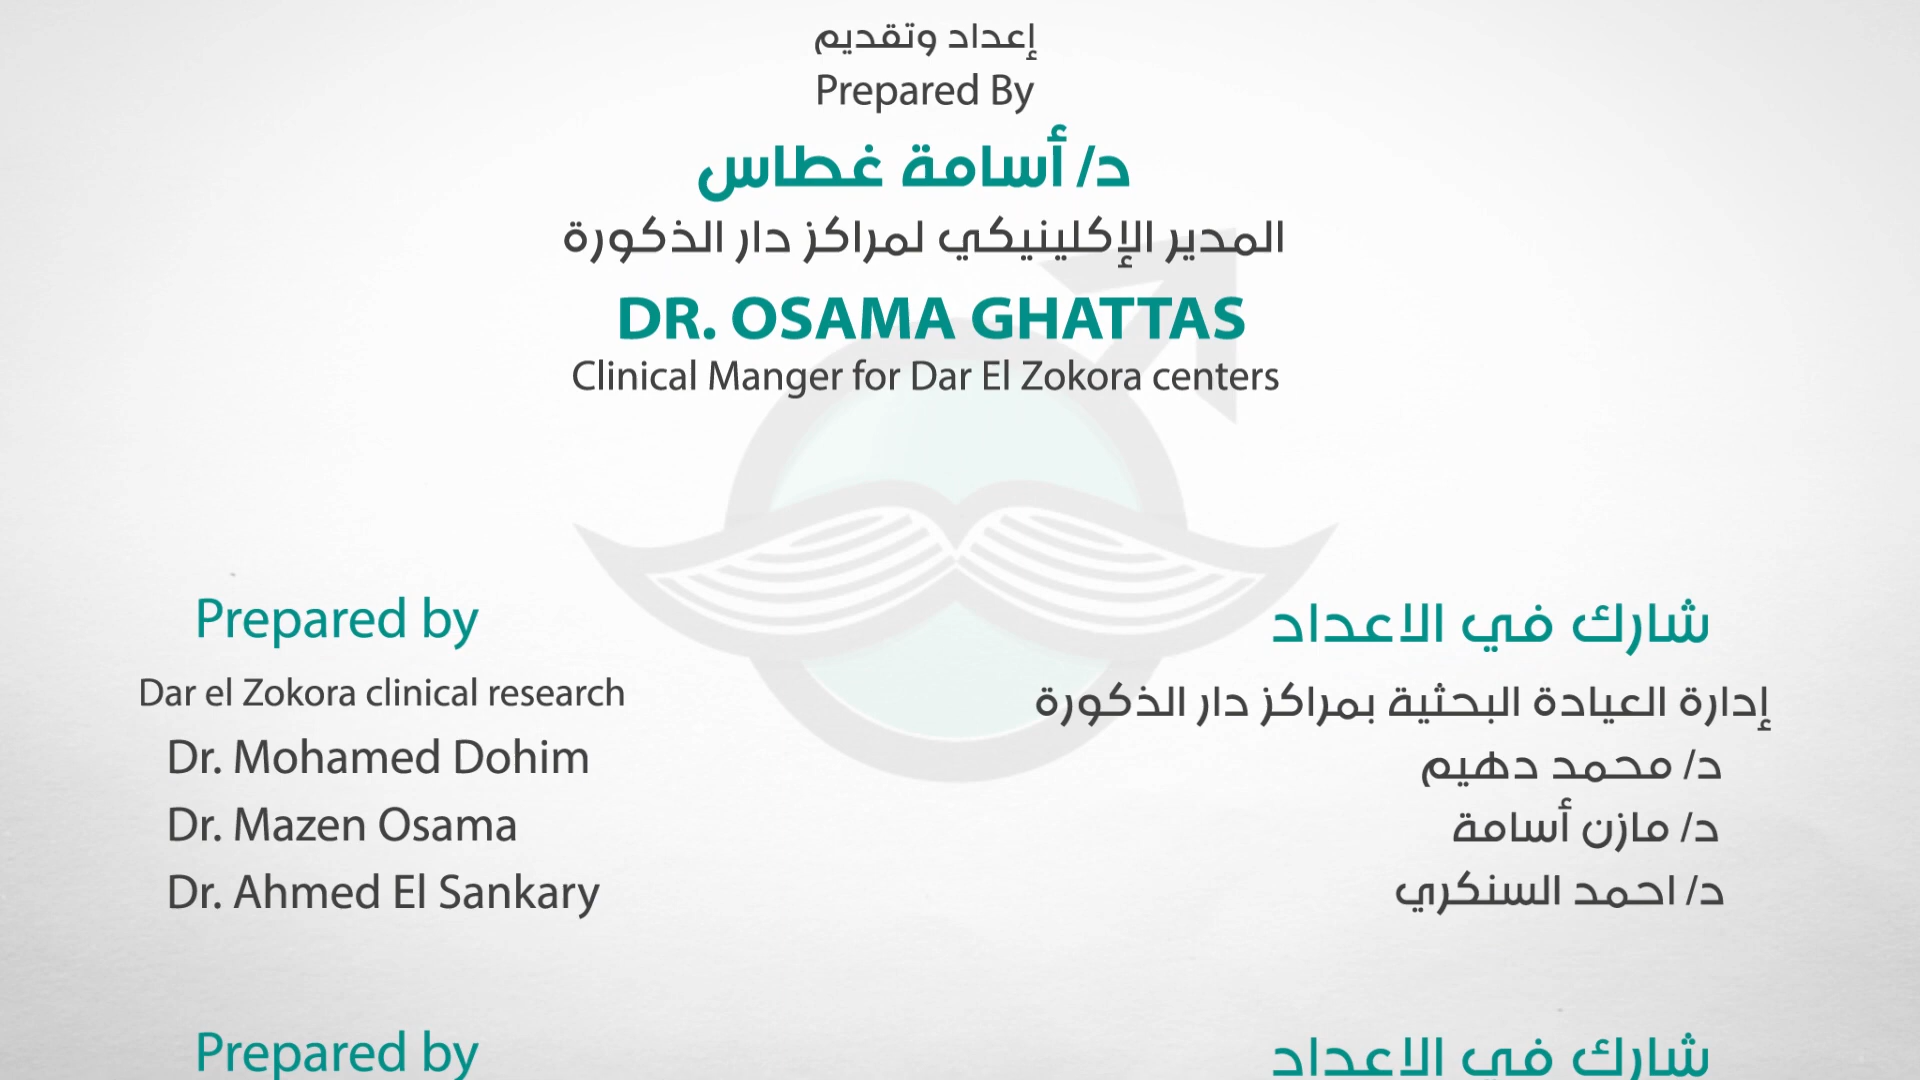 إعداد وتقديم
Prepared By
د/ أسامة غطاس
المدير الإكلينيكي لمراكز دار الذكورة
DR. OSAMA GHATTAS
Clinical Manger for Dar El Zokora centers
Prepared by
Dar el Zokora clinical research
Dr. Mohamed Dohim
Dr. Mazen Osama
Dr. Ahmed El Sankary
شارك في الاعداد
إدارة العيادة البحثية بمراكز دار الذكورة
د/ محمد دهيم
د/ مازن أسامة
د/ احمد السنكري
Prepared by
شارك في الاعداد